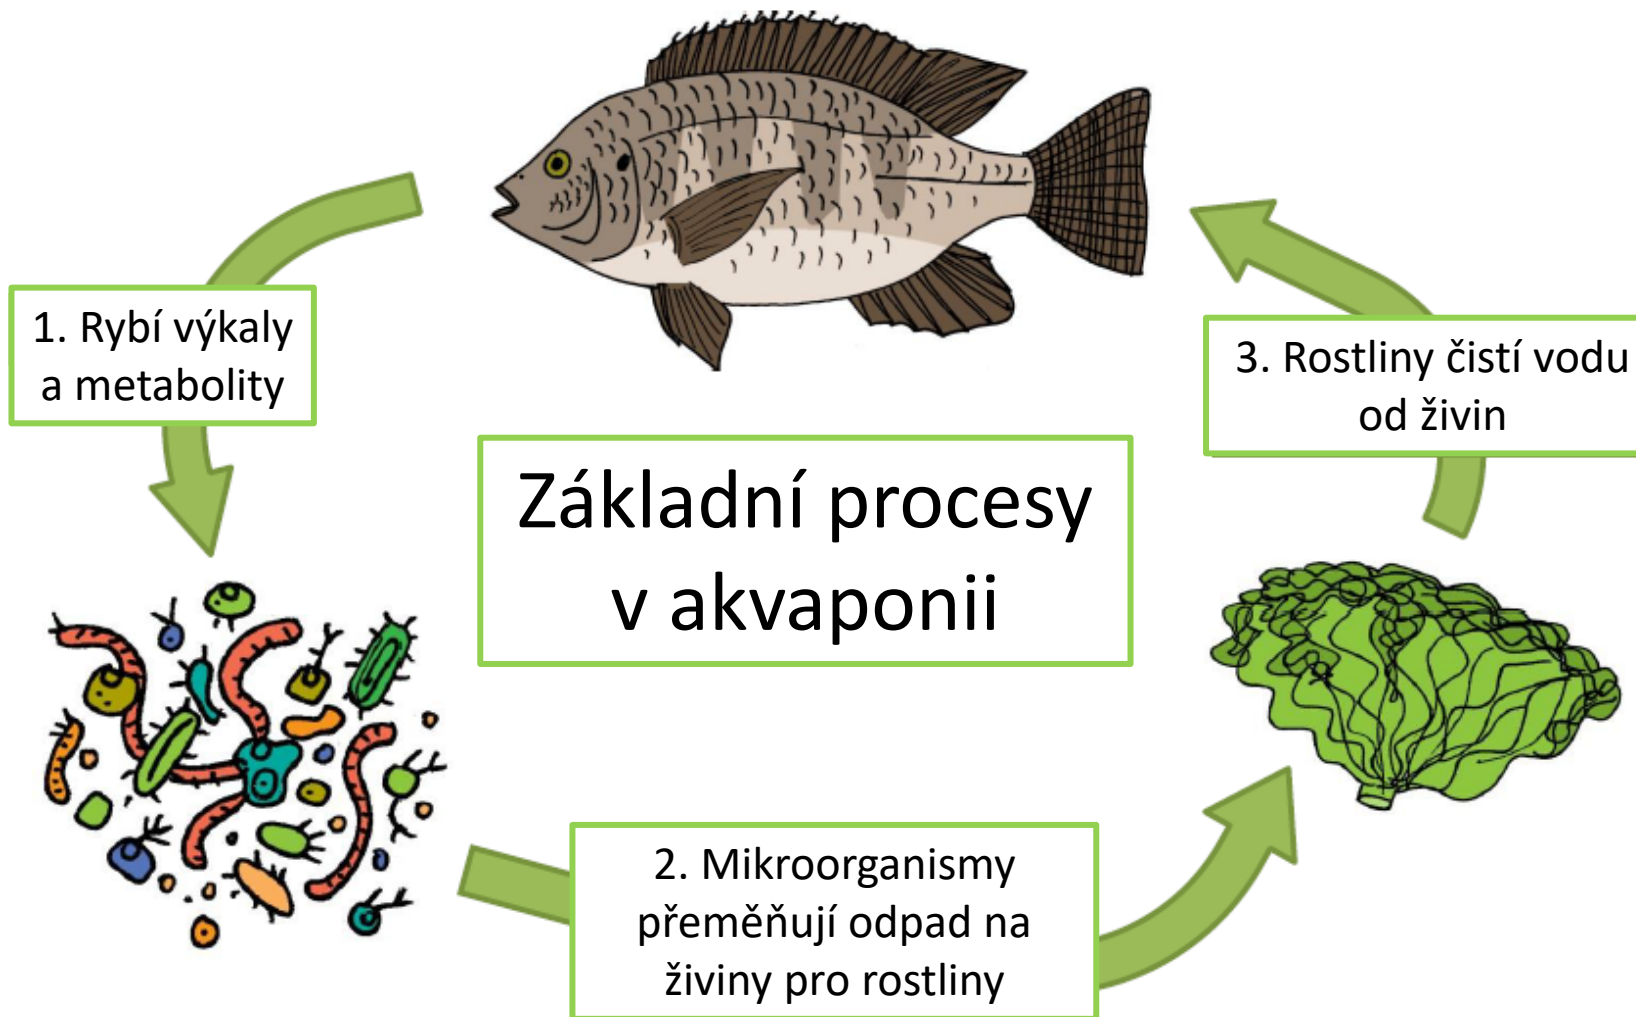 1. Rybí výkaly
a metabolity
3. Rostliny čistí vodu
od živin
Základní procesy
v akvaponii
2. Mikroorganismy
přeměňují odpad na
živiny pro rostliny